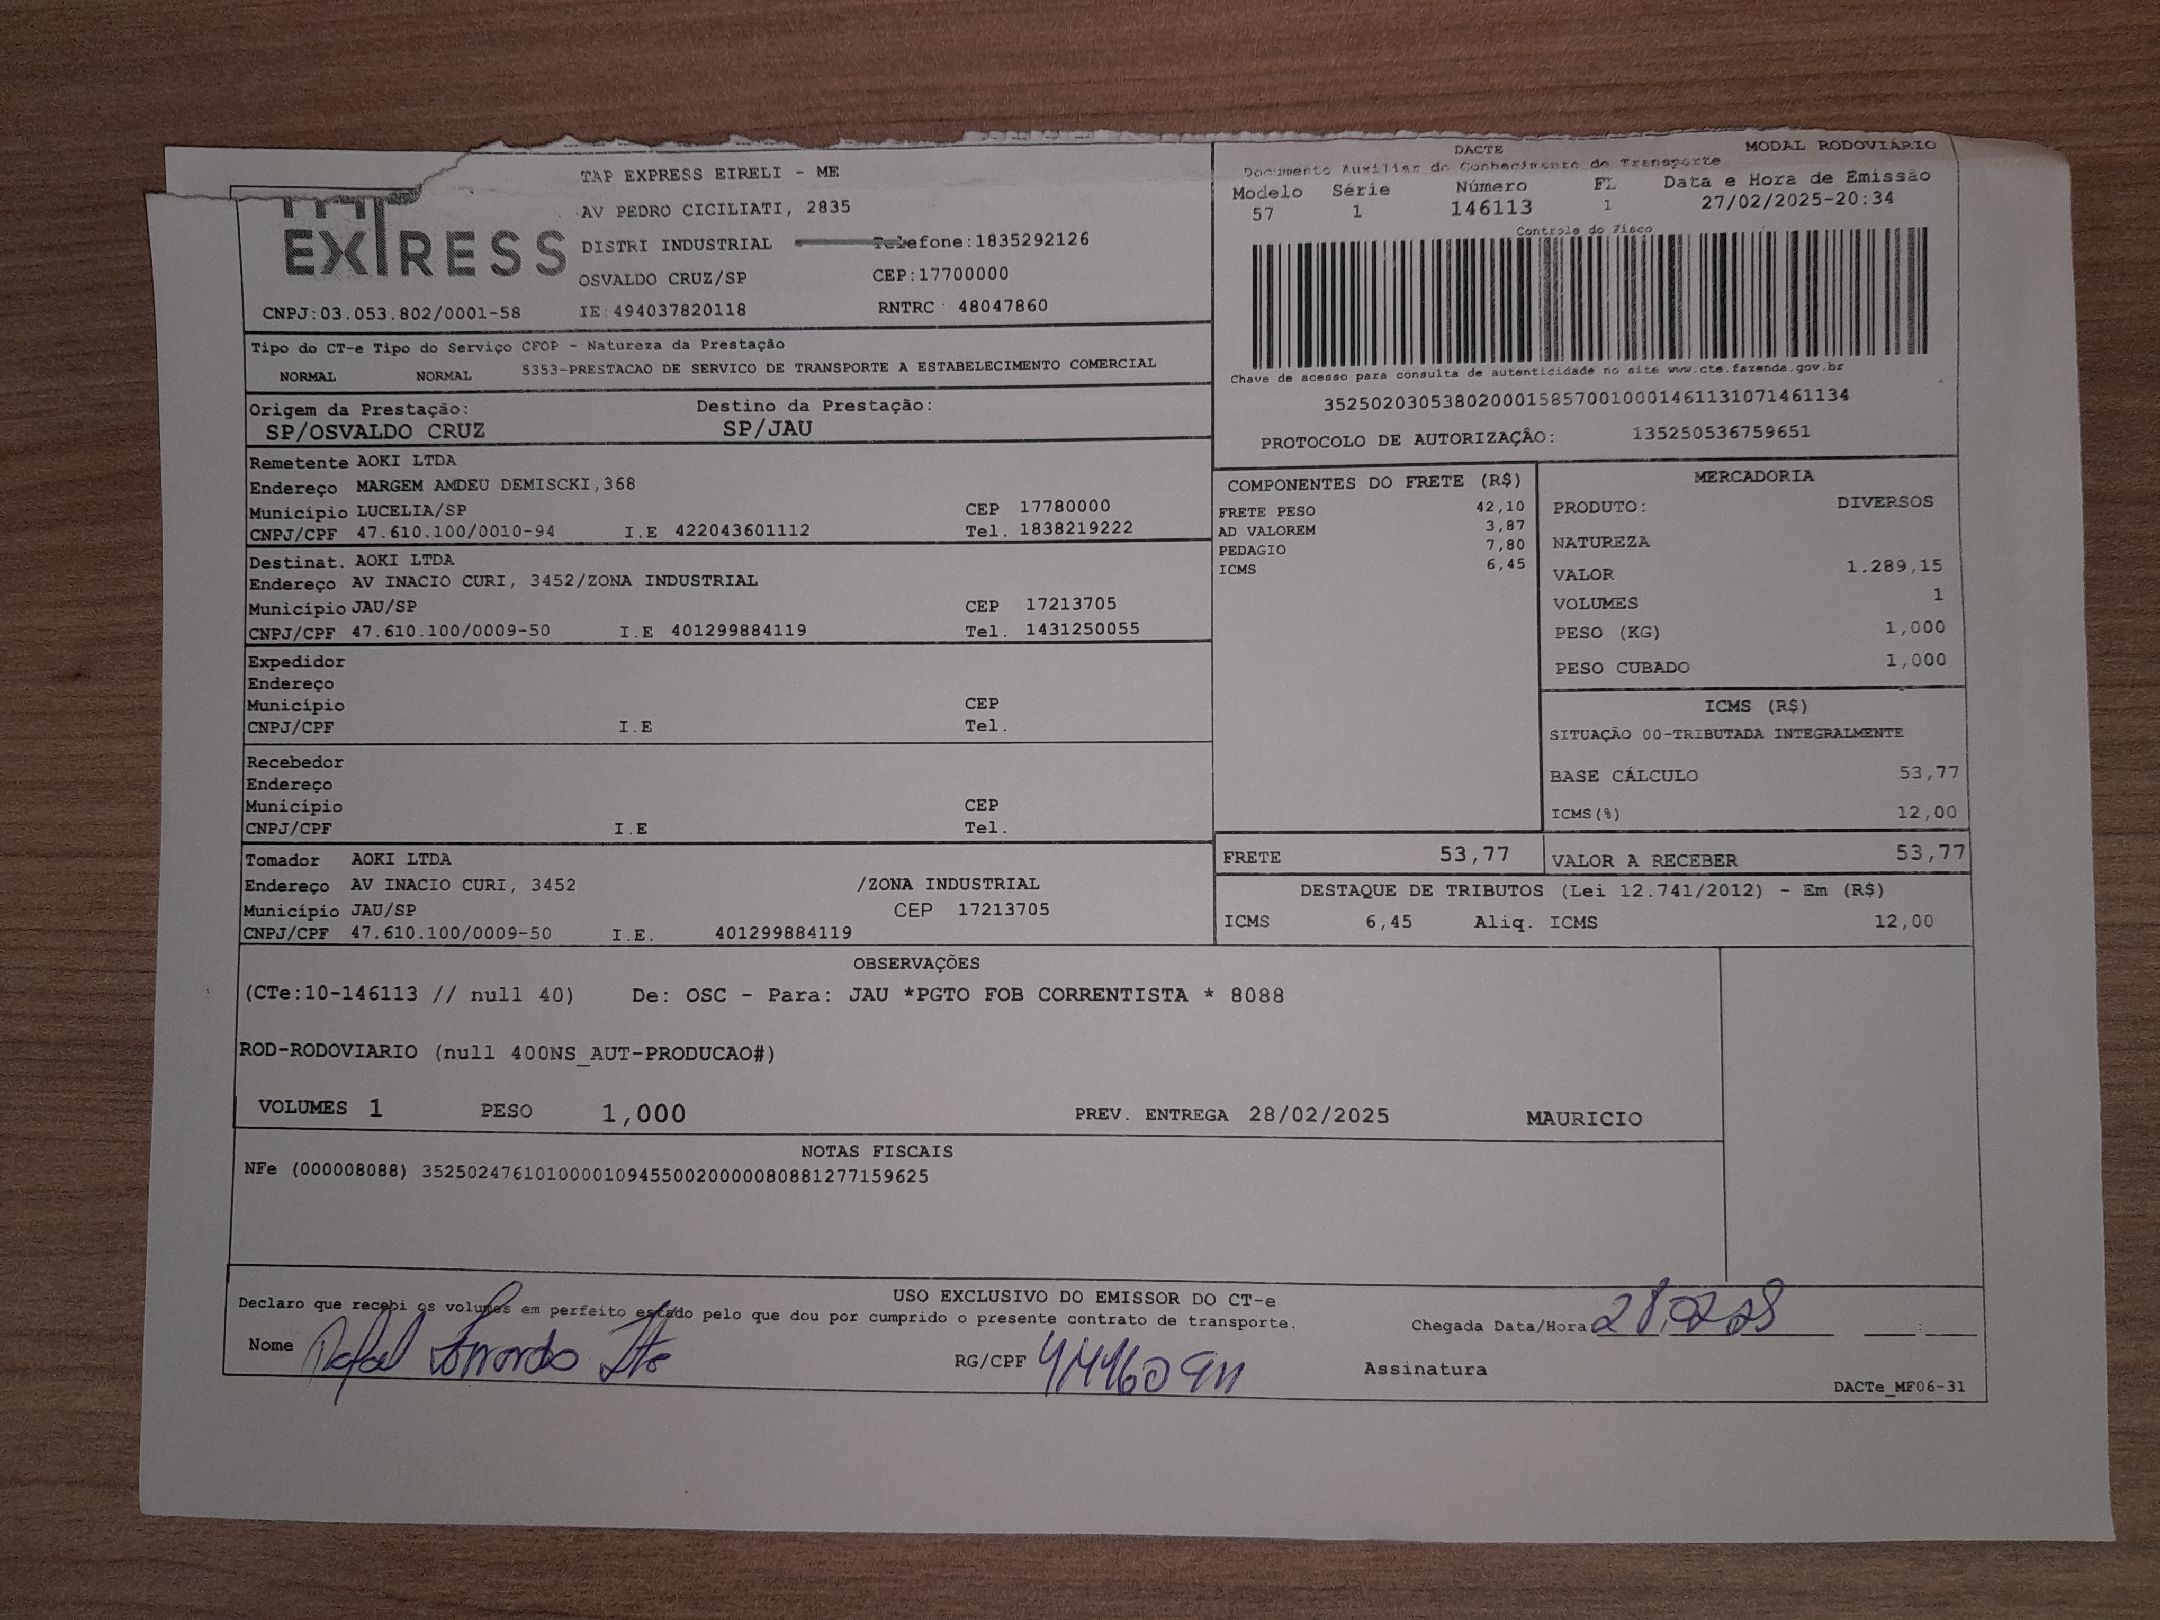 EXPRESS
CNPJ:03.053.802/0001-58
TAP EXPRESS EIRELI - ME
AV PEDRO CICILIATI, 2835
DISTRI INDUSTRIAL Telefone:1835292126
OSVALDO CRUZ/SP CEP:17700000
IE:494037820118 RNTRC 48047860
DACTE MODAL RODOVIÁRIO
Documento Auxiliar do Conhecimento de Transporte
Modelo Série Número FL Data e Hora de Emissão
57 1 146113 1 27/02/2025-20:34
Controle do Fisco
Chave de acesso para consulta de autenticidade no site www.cte.fazenda.gov.br
35250203053802000158570010001461131071461134
PROTOCOLO DE AUTORIZAÇÃO: 135250536759651
Tipo do CT-e Tipo do Serviço CFOP - Natureza da Prestação
NORMAL NORMAL 5353-PRESTACAO DE SERVICO DE TRANSPORTE A ESTABELECIMENTO COMERCIAL
Origem da Prestação: Destino da Prestação:
SP/OSVALDO CRUZ SP/JAU
Remetente AOKI LTDA
Endereço MARGEM AMDEU DEMISCKI,368
Município LUCELIA/SP CEP 17780000
CNPJ/CPF 47.610.100/0010-94 I.E 422043601112 Tel. 1838219222
Destinat. AOKI LTDA
Endereço AV INACIO CURI, 3452/ZONA INDUSTRIAL
Município JAU/SP CEP 17213705
CNPJ/CPF 47.610.100/0009-50 I.E 401299884119 Tel. 1431250055
Expedidor
Endereço
Município CEP
CNPJ/CPF I.E Tel.
Recebedor
Endereço
Município CEP
CNPJ/CPF I.E Tel.
Tomador AOKI LTDA
Endereço AV INACIO CURI, 3452 /ZONA INDUSTRIAL
Município JAU/SP CEP 17213705
CNPJ/CPF 47.610.100/0009-50 I.E. 401299884119
COMPONENTES DO FRETE (R$)
FRETE PESO 42,10
AD VALOREM 3,87
PEDAGIO 7,80
ICMS 6,45
MERCADORIA
PRODUTO: DIVERSOS
NATUREZA
VALOR 1.289,15
VOLUMES 1
PESO (KG) 1,000
PESO CUBADO 1,000
ICMS (R$)
SITUAÇÃO 00-TRIBUTADA INTEGRALMENTE
BASE CÁLCULO 53,77
ICMS(%) 12,00
FRETE 53,77 VALOR A RECEBER 53,77
DESTAQUE DE TRIBUTOS (Lei 12.741/2012) - Em (R$)
ICMS 6,45 Aliq. ICMS 12,00
OBSERVAÇÕES
(CTe:10-146113 // null 40) De: OSC - Para: JAU *PGTO FOB CORRENTISTA * 8088
ROD-RODOVIARIO (null 400NS_AUT-PRODUCAO#)
VOLUMES 1 PESO 1,000 PREV. ENTREGA 28/02/2025 MAURICIO
NOTAS FISCAIS
NFe (000008088) 35250247610100001094550020000080881277159625
USO EXCLUSIVO DO EMISSOR DO CT-e
Declaro que recebi os volumes em perfeito estado pelo que dou por cumprido o presente contrato de transporte.
Chegada Data/Hora : 
Nome Rafael RG/CPF Assinatura
DACTe_MF06-31